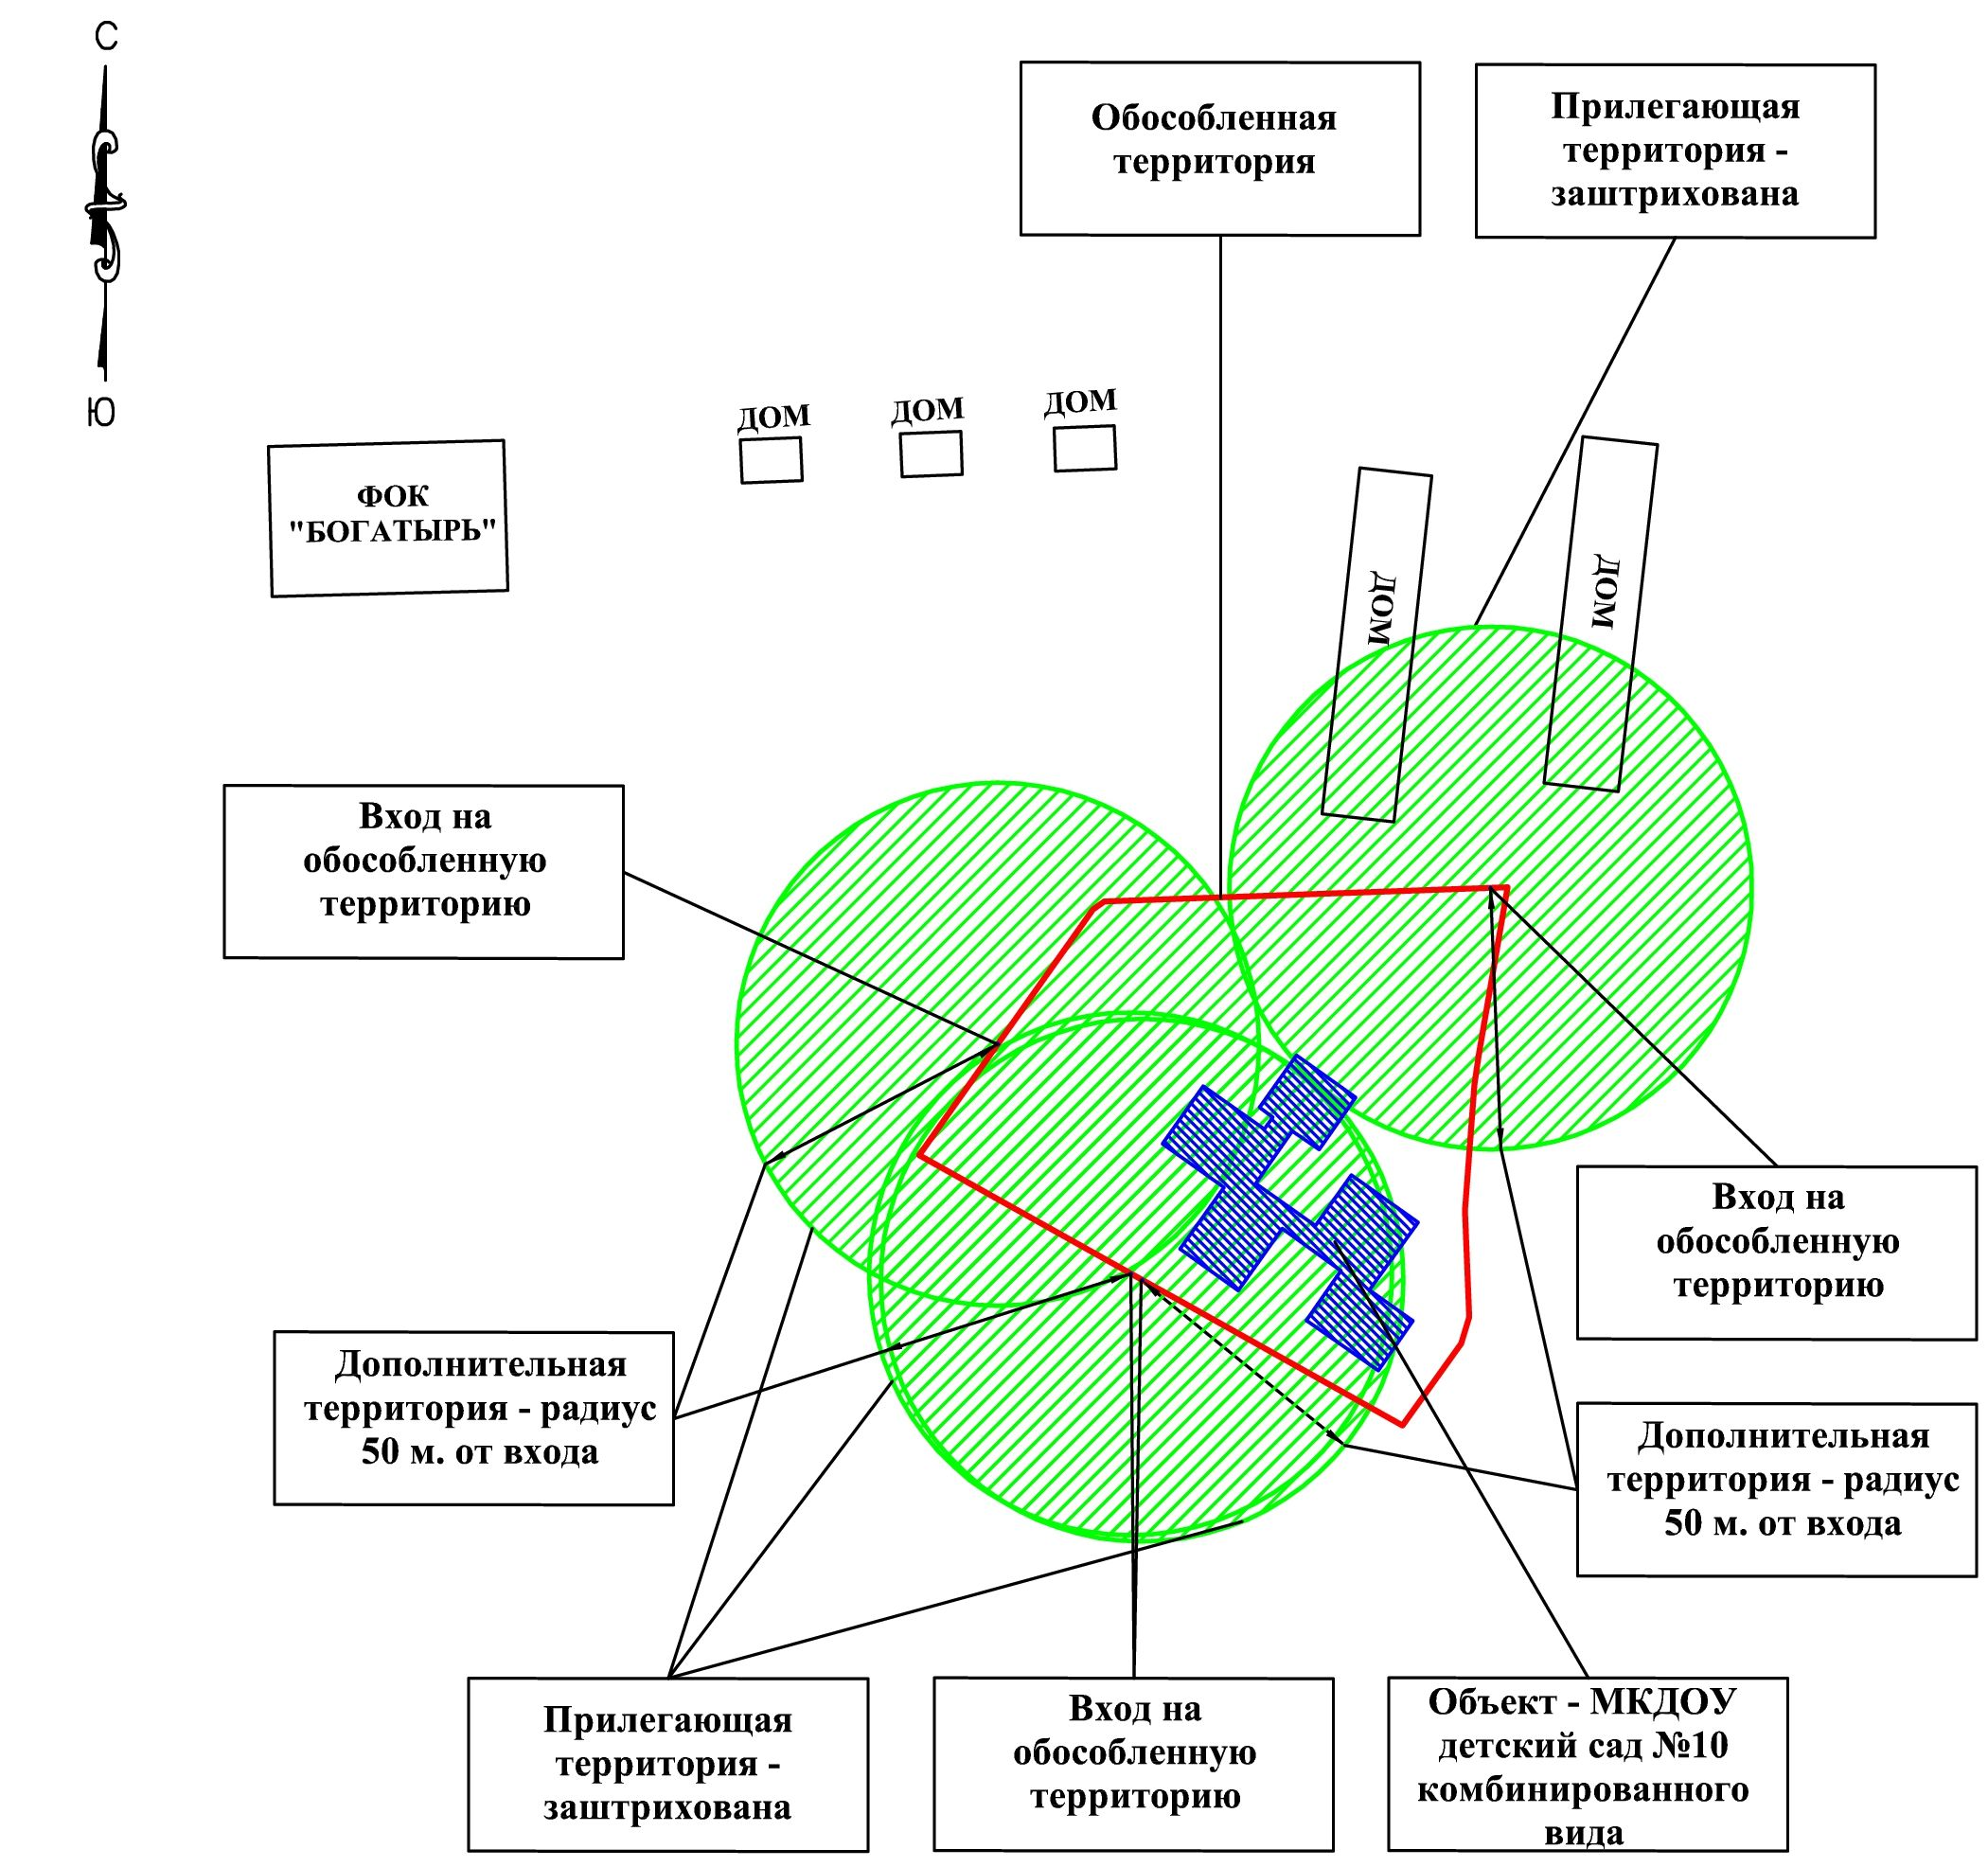 С
Ю
Обособленная
территория
Прилегающая
территория -
заштрихована
ДОМ
ДОМ
ДОМ
ФОК
"БОГАТЫРЬ"
ДОМ
ДОМ
Вход на
обособленную
территорию
Вход на
обособленную
территорию
Дополнительная
территория - радиус
50 м. от входа
Дополнительная
территория - радиус
50 м. от входа
Прилегающая
территория -
заштрихована
Вход на
обособленную
территорию
Объект - МКДОУ
детский сад №10
комбинированного
вида